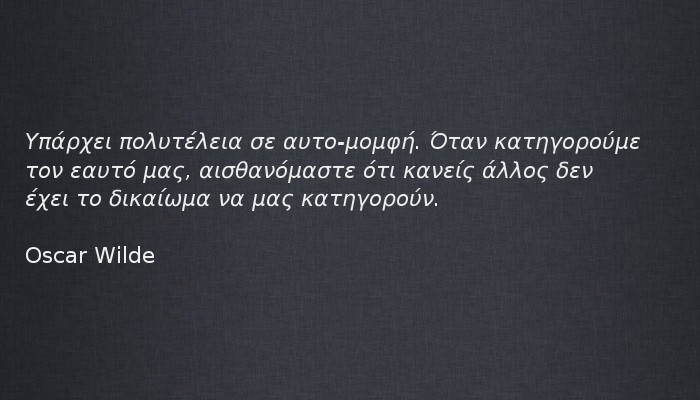 Υπάρχει πολυτέλεια σε αυτο-μομφή. Όταν κατηγορούμε
τον εαυτό μας, αισθανόμαστε ότι κανείς άλλος δεν
έχει το δικαίωμα να μας κατηγορούν.
Oscar Wilde